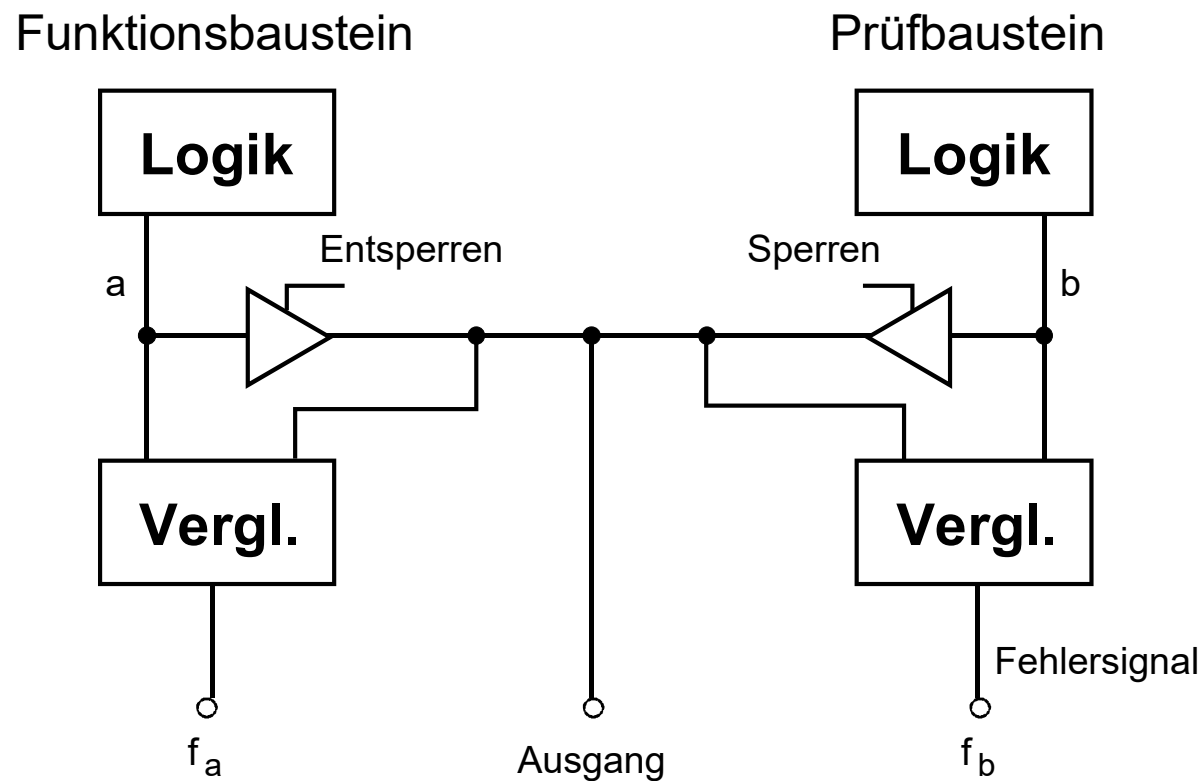 Funktionsbaustein
Prüfbaustein
Logik
Logik
Entsperren
Sperren
a
b
Vergl.
Vergl.
Fehlersignal
f a
Ausgang
f b